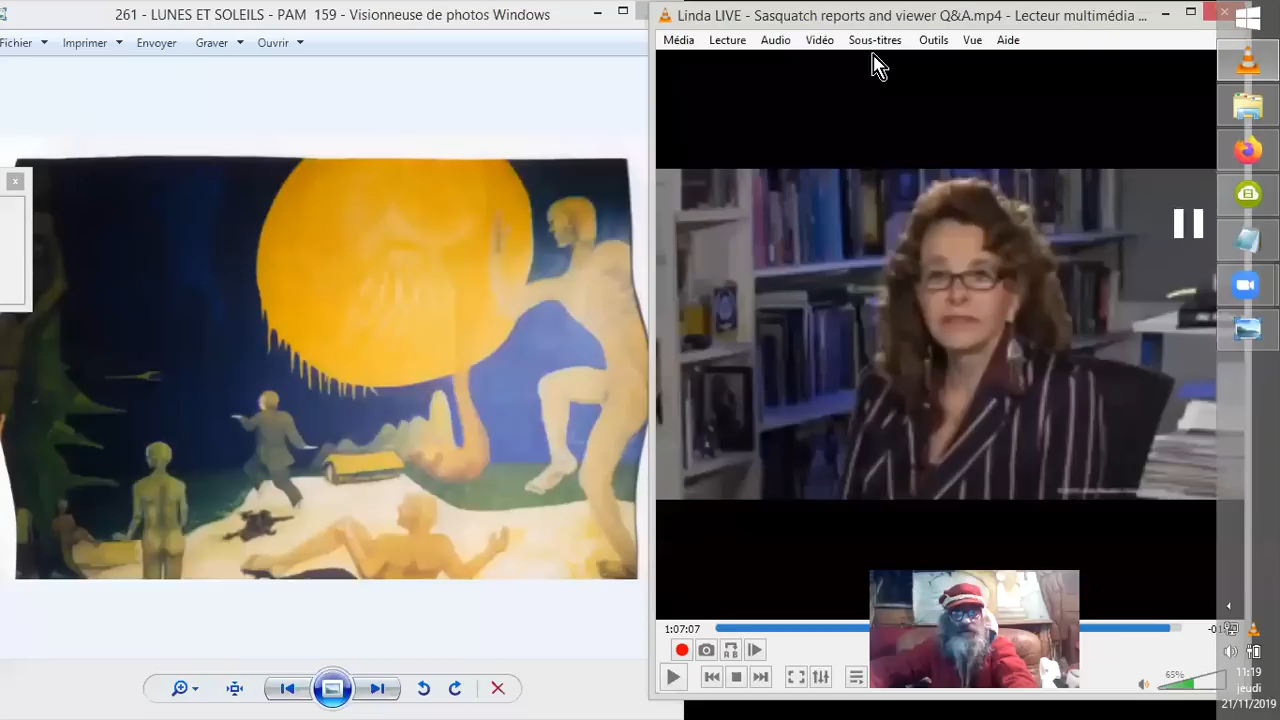 261 - LUNES ET SOLEILS - PAM 159 - Visionneuse de photos Windows
Fichier Imprimer Envoyer Graver Ouvrir
x
Linda LIVE - Sasquatch reports and viewer Q&A.mp4 - Lecteur multimédia ...
Média Lecture Audio Vidéo Sous-titres Outils Vue Aide
1:07:07
65%
11:19
jeudi
21/11/2019